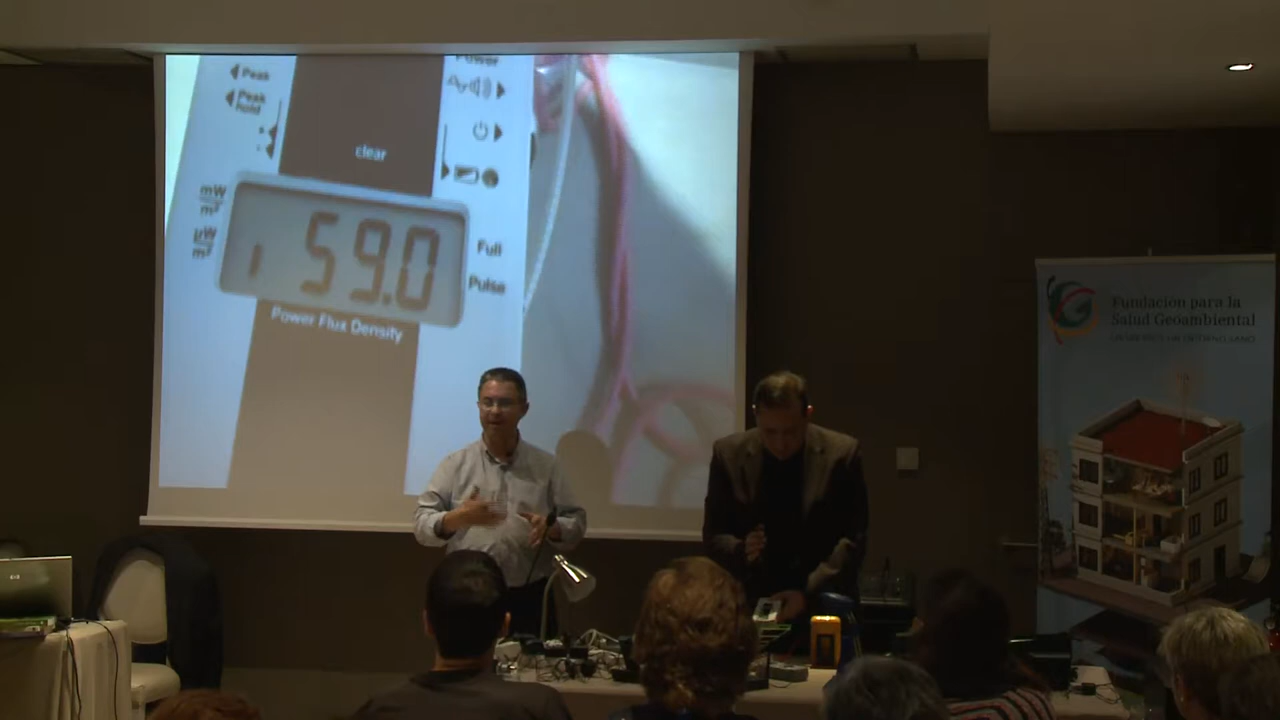 Peak
Peak
hold
Power
clear
mW
m²
µW
m²
59.0
Full
Pulse
Power Flux Density
Fundación para la
Salud Geoambiental
hp